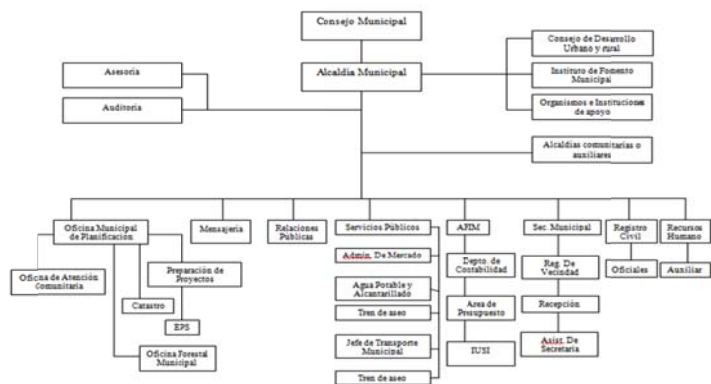 Consejo Municipal
Alcaldia Municipal
Asesoria
Auditoria
Consejo de Desarrollo
Urbano y rural
Instituto de Fomento
Municipal
Organismos e Instituciones
de apoyo
Alcaldias comunitarias o
auxiliares
Oficina Municipal
de Planificación
Mensajería
Relaciones
Públicas
Servicios Públicos
AFIM
Sec. Municipal
Registro
Civil
Recursos
Humano
Oficina de Atención
Comunitaria
Preparación de
Proyectos
Catastro
EPS
Oficina Forestal
Municipal
Admin. De Mercado
Agua Potable y
Alcantarillado
Tren de aseo
Jefe de Transporte
Municipal
Tren de aseo
Depto. de
Contabilidad
Area de
Presupuesto
IUSI
Reg. De
Vecindad
Recepción
Asist. De
Secretaria
Oficiales
Auxiliar